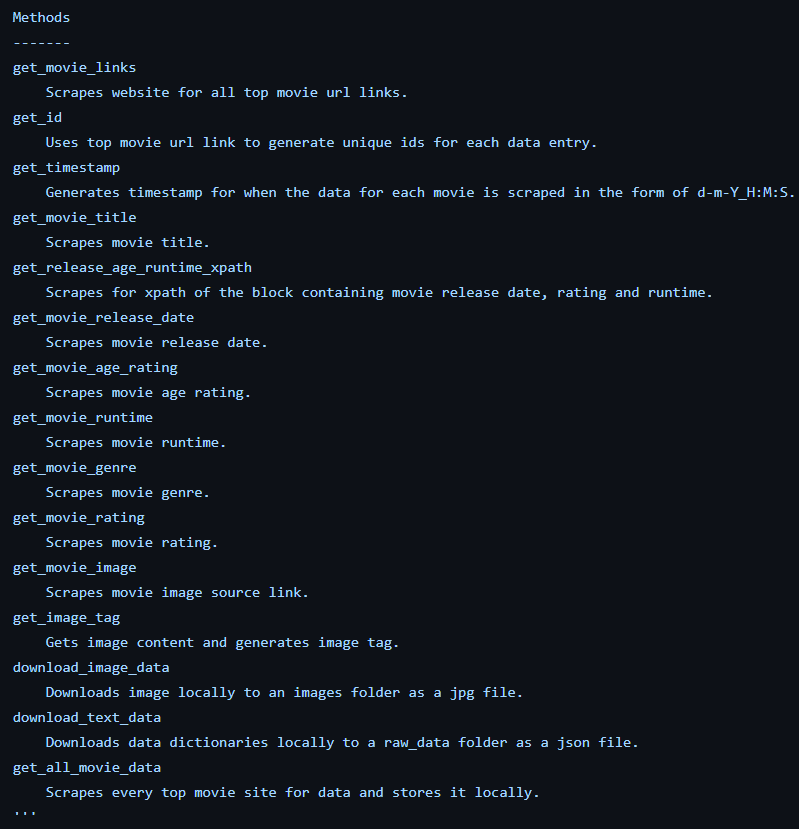 Methods
-------
get_movie_links
    Scrapes website for all top movie url links.
get_id
    Uses top movie url link to generate unique ids for each data entry.
get_timestamp
    Generates timestamp for when the data for each movie is scraped in the form of d-m-Y_H:M:S.
get_movie_title
    Scrapes movie title.
get_release_age_runtime_xpath
    Scrapes for xpath of the block containing movie release date, rating and runtime.
get_movie_release_date
    Scrapes movie release date.
get_movie_age_rating
    Scrapes movie age rating.
get_movie_runtime
    Scrapes movie runtime.
get_movie_genre
    Scrapes movie genre.
get_movie_rating
    Scrapes movie rating.
get_movie_image
    Scrapes movie image source link.
get_image_tag
    Gets image content and generates image tag.
download_image_data
    Downloads image locally to an images folder as a jpg file.
download_text_data
    Downloads data dictionaries locally to a raw_data folder as a json file.
get_all_movie_data
    Scrapes every top movie site for data and stores it locally.
'''